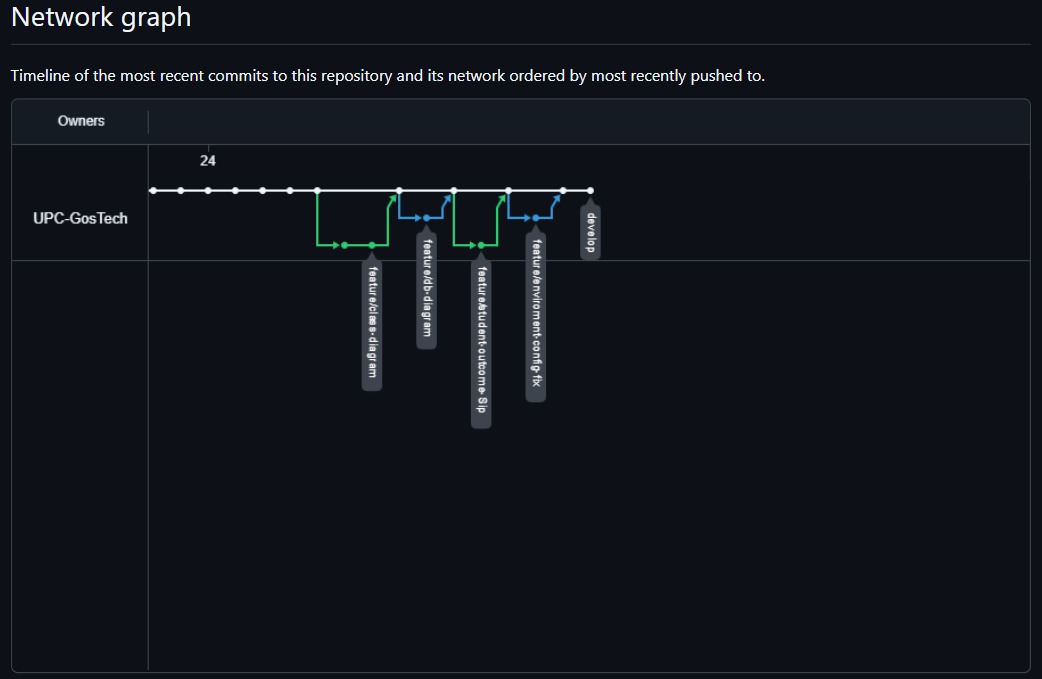 Network graph
Timeline of the most recent commits to this repository and its network ordered by most recently pushed to.
Owners
24
UPC-GosTech
feature/class-diagram
feature/db-diagram
feature/student-outcome-Sip
feature/enviroment-config-fix
develop